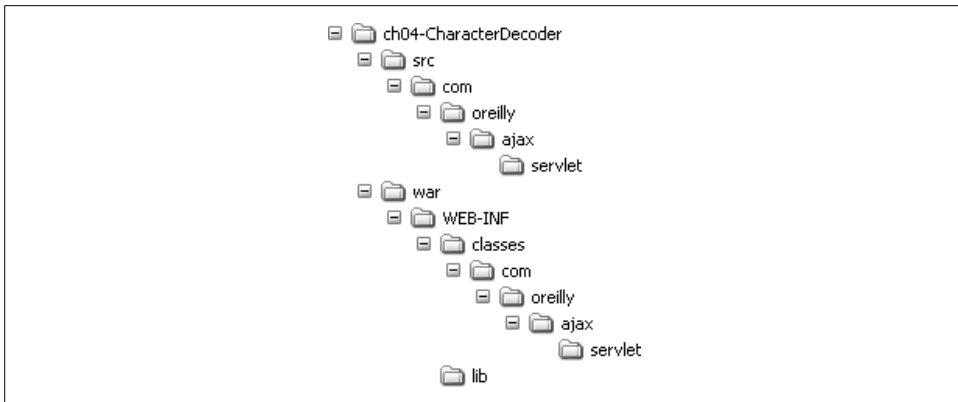 ch04-CharacterDecoder
src
com
oreilly
ajax
servlet
war
WEB-INF
classes
com
oreilly
ajax
servlet
lib